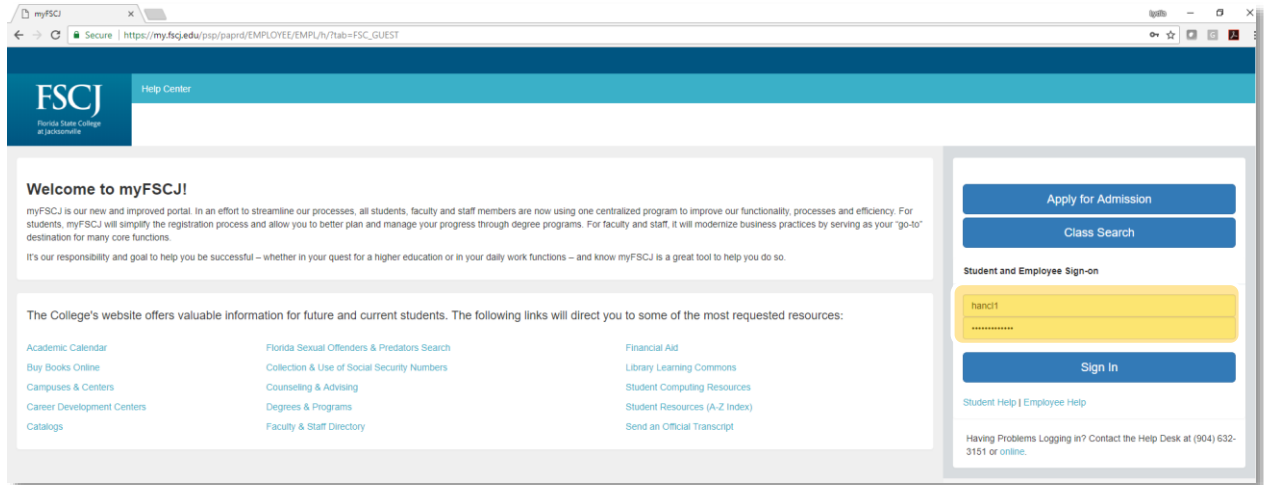 myFSCJ
Secure | https://my.fscj.edu/psp/paprd/EMPLOYEE/EMPL/h/?tab=FSC_GUEST
FSCJ
Florida State College
at Jacksonville
Help Center
Welcome to myFSCJ!
myFSCJ is our new and improved portal. In an effort to streamline our processes, all students, faculty and staff members are now using one centralized program to improve our functionality, processes and efficiency. For
students, myFSCJ will simplify the registration process and allow you to better plan and manage your progress through degree programs. For faculty and staff, it will modernize business practices by serving as your "go-to"
destination for many core functions.
It's our responsibility and goal to help you be successful – whether in your quest for a higher education or in your daily work functions – and know myFSCJ is a great tool to help you do so.
The College's website offers valuable information for future and current students. The following links will direct you to some of the most requested resources:
Academic Calendar
Buy Books Online
Campuses & Centers
Career Development Centers
Catalogs
Florida Sexual Offenders & Predators Search
Collection & Use of Social Security Numbers
Counseling & Advising
Degrees & Programs
Faculty & Staff Directory
Financial Aid
Library Learning Commons
Student Computing Resources
Student Resources (A-Z Index)
Send an Official Transcript
Apply for Admission
Class Search
Student and Employee Sign-on
hancl1
•••••••••••••
Sign In
Student Help | Employee Help
Having Problems Logging in? Contact the Help Desk at (904) 632-
3151 or online.